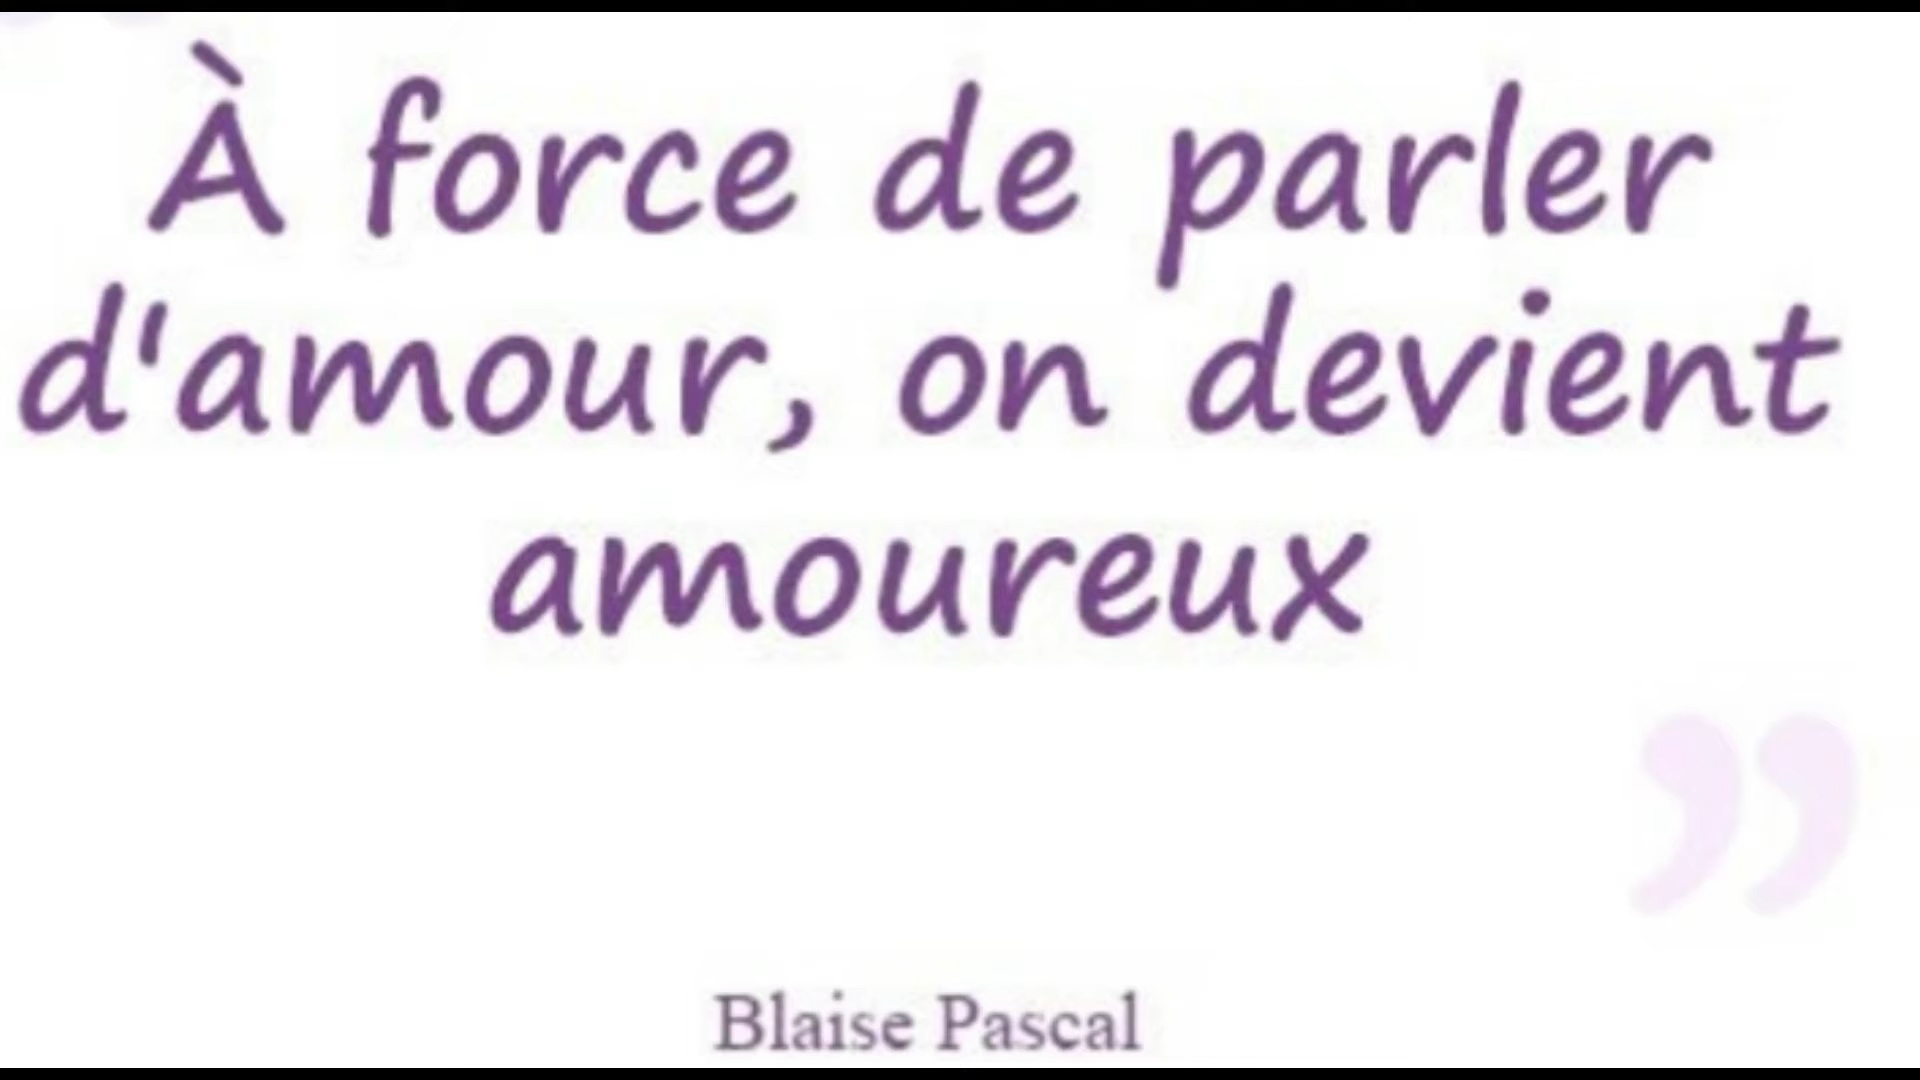 À force de parler
d'amour, on devient
amoureux
”
Blaise Pascal